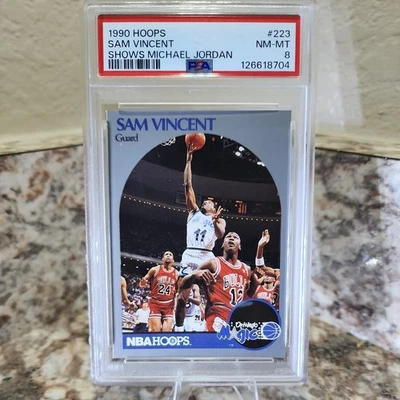 1990 HOOPS #223
SAM VINCENT NM-MT
SHOWS MICHAEL JORDAN 8
PSA 126618704
SAM VINCENT
Guard
11
24
BULLS
12
NBA HOOPS
Orlando
MAGIC